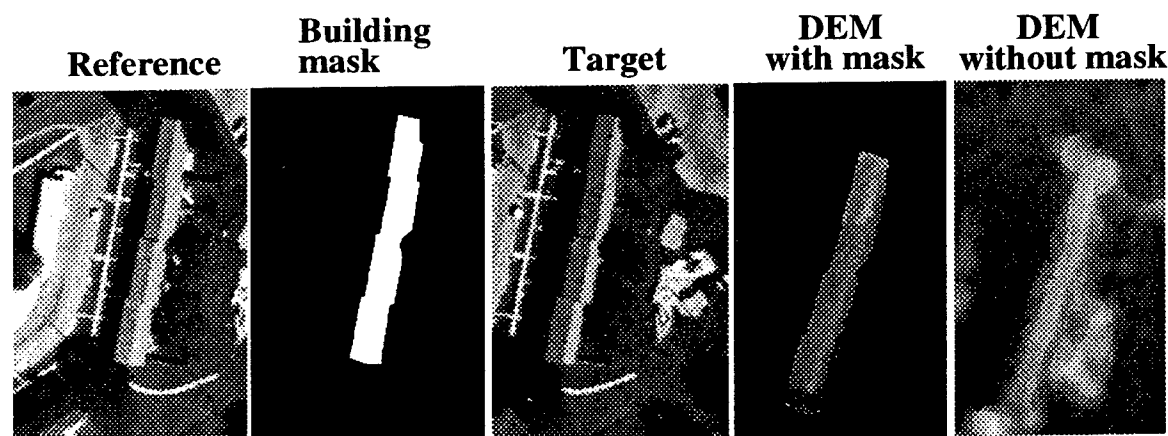 Reference
Building
mask
Target
DEM
with mask
DEM
without mask